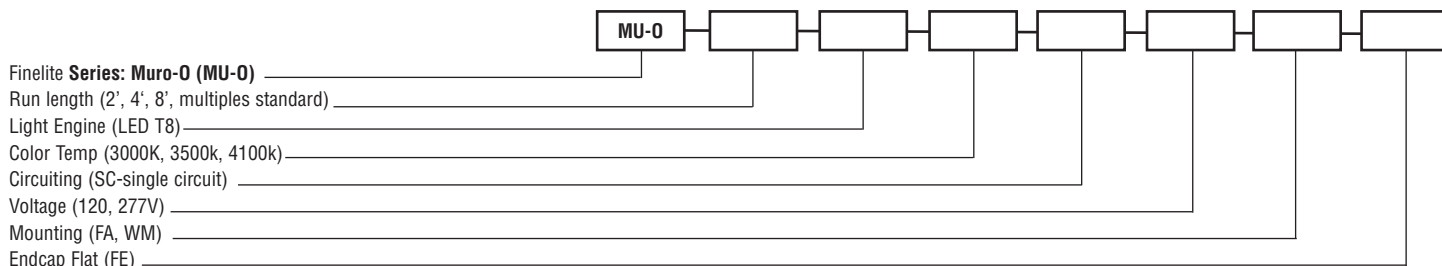 MU-O
Finelite Series: Muro-O (MU-O)
Run length (2’, 4‘, 8’, multiples standard)
Light Engine (LED T8)
Color Temp (3000K, 3500k, 4100k)
Circuiting (SC-single circuit)
Voltage (120, 277V)
Mounting (FA, WM)
Endcap Flat (FE)